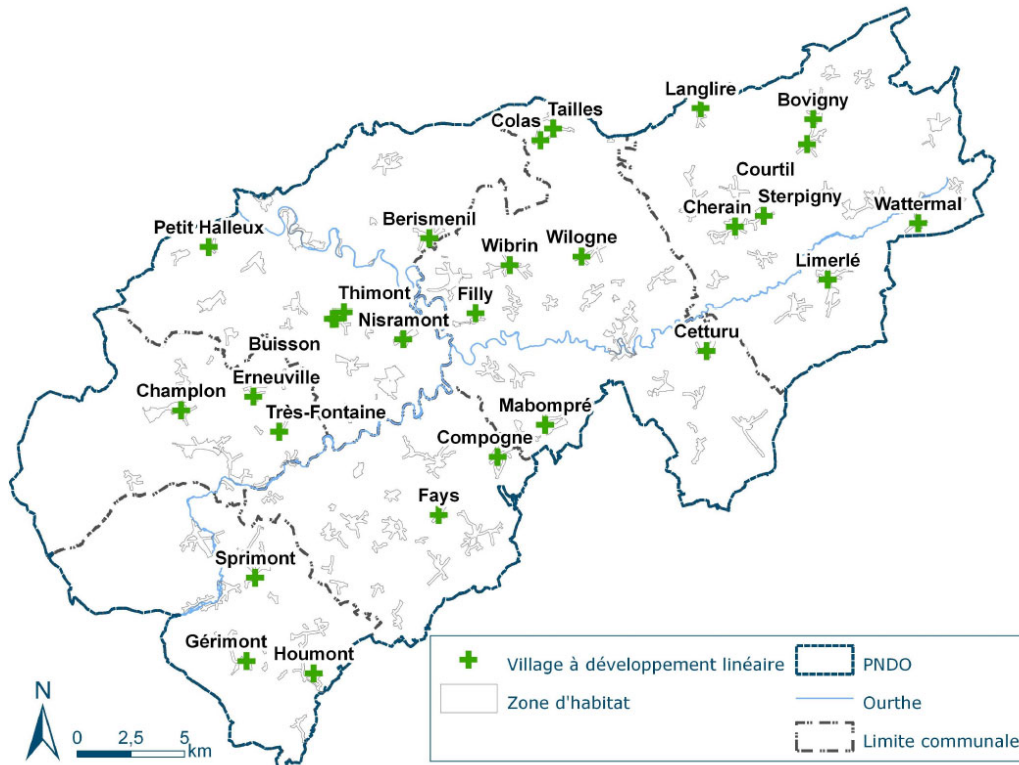 Langlire
Bovigny
Tailles
Colas
Courtil
Sterpigny
Cherain
Wattermal
Petit Halleux
Berismenil
Wibrin
Wilogne
Limerlé
Thimont
Filly
Nisramont
Cetturu
Buisson
Erneuville
Champlon
Très-Fontaine
Mabompré
Compogne
Fays
Sprimont
Gérimont
Houmont
N
0 2,5 5
km
Village à développement linéaire
PNDO
Zone d'habitat
Ourthe
Limite communale